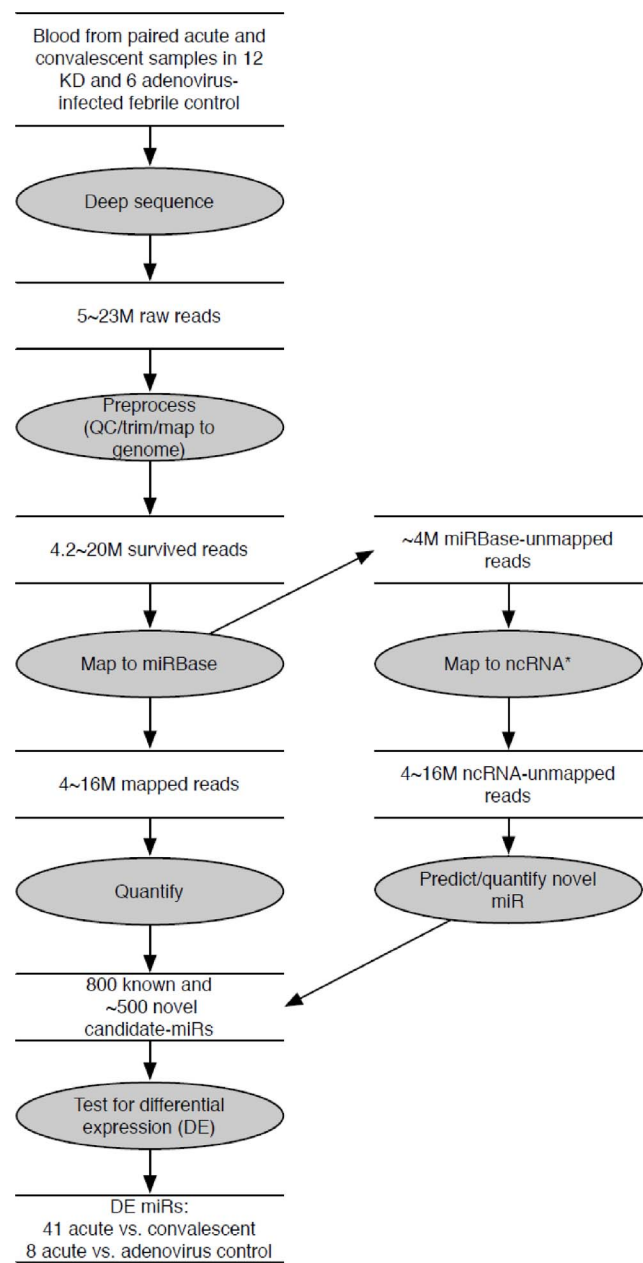 Blood from paired acute and
convalescent samples in 12
KD and 6 adenovirus-
infected febrile control
Deep sequence
5~23M raw reads
Preprocess
(QC/trim/map to
genome)
4.2~20M survived reads
~4M miRBase-unmapped
reads
Map to miRBase
Map to ncRNA*
4~16M mapped reads
4~16M ncRNA-unmapped
reads
Quantify
Predict/quantify novel
miR
800 known and
~500 novel
candidate-miRs
Test for differential
expression (DE)
DE miRs:
41 acute vs. convalescent
8 acute vs. adenovirus control